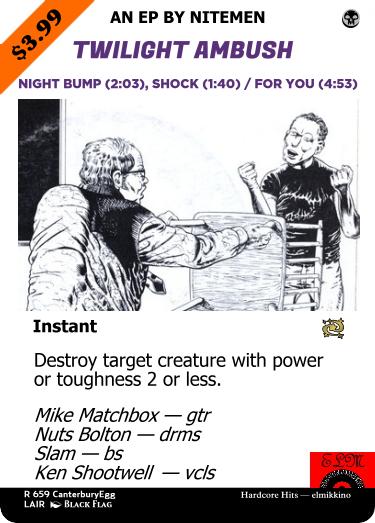 $3.99
AN EP BY NITEMEN
TWILIGHT AMBUSH
NIGHT BUMP (2:03), SHOCK (1:40) / FOR YOU (4:53)
Instant
Destroy target creature with power
or toughness 2 or less.
Mike Matchbox — gtr
Nuts Bolton — drms
Slam — bs
Ken Shootwell — vcls
ELM
R 659 CanterburyEgg
LAIR BLACK FLAG
Hardcore Hits — elmikkino